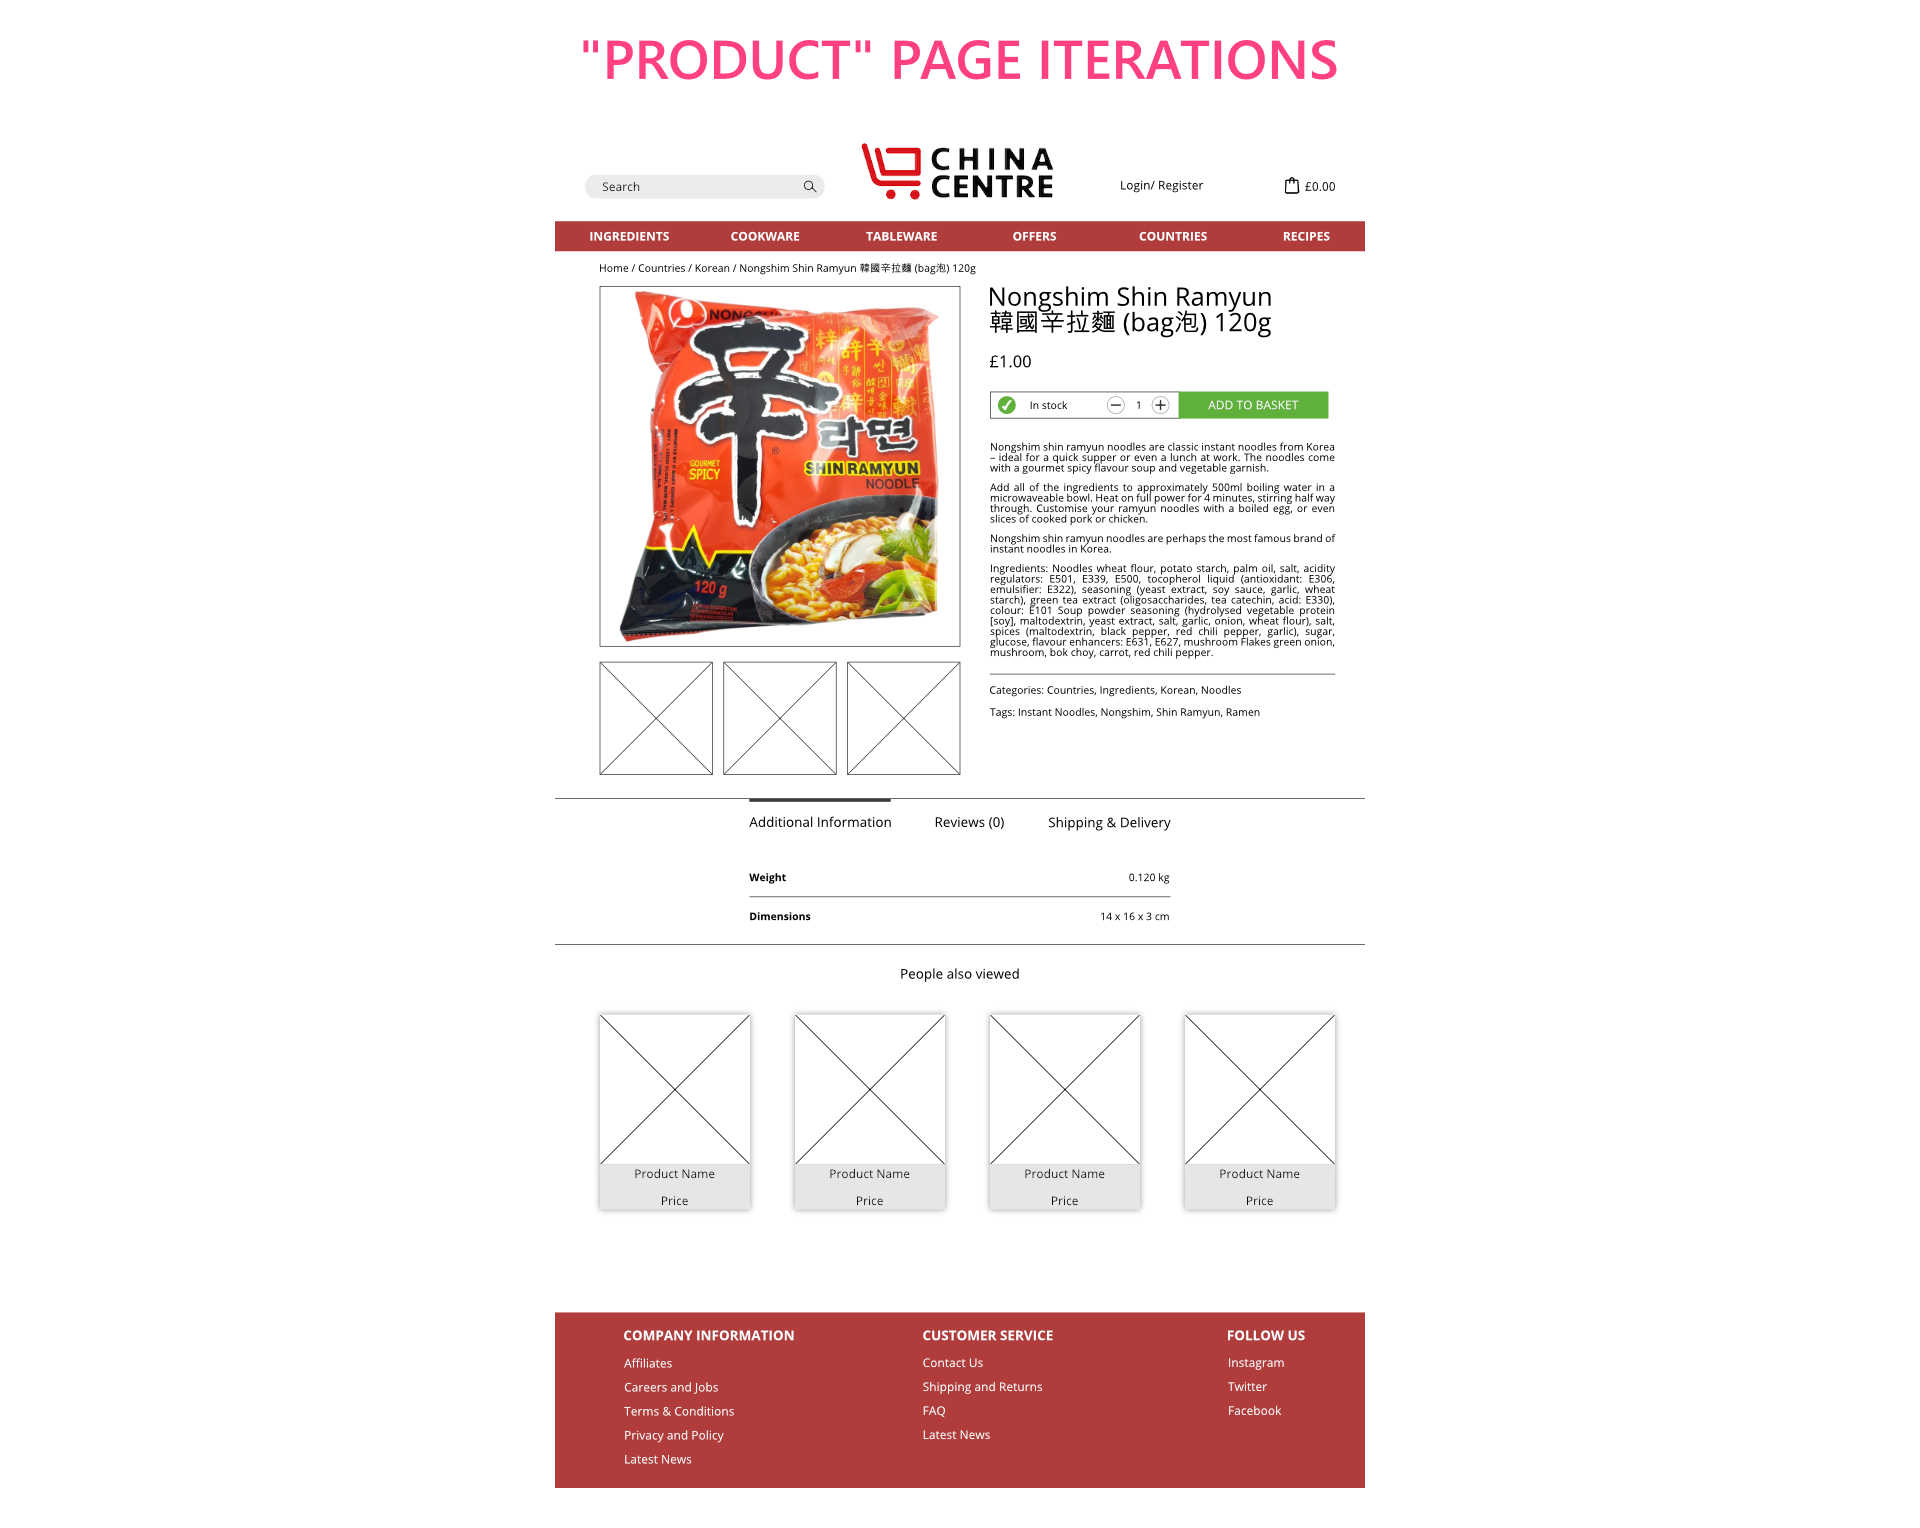 "PRODUCT" PAGE ITERATIONS
Search
CHINA
CENTRE
Login/ Register
£0.00
INGREDIENTS COOKWARE TABLEWARE OFFERS COUNTRIES RECIPES
Home / Countries / Korean / Nongshim Shin Ramyun 韓國辛拉麵 (bag泡) 120g
辛
라면
GOURMET
SPICY
®
SHIN RAMYUN
NOODLE
120 g
Nongshim Shin Ramyun
韓國辛拉麵 (bag泡) 120g
£1.00
In stock 1 ADD TO BASKET
Nongshim shin ramyun noodles are classic instant noodles from Korea
– ideal for a quick supper or even a lunch at work. The noodles come
with a gourmet spicy flavour soup and vegetable garnish.
Add all of the ingredients to approximately 500ml boiling water in a
microwaveable bowl. Heat on full power for 4 minutes, stirring half way
through. Customise your ramyun noodles with a boiled egg, or even
slices of cooked pork or chicken.
Nongshim shin ramyun noodles are perhaps the most famous brand of
instant noodles in Korea.
Ingredients: Noodles wheat flour, potato starch, palm oil, salt, acidity
regulators: E501, E339, E500, tocopherol liquid (antioxidant: E306,
emulsifier: E322), seasoning (yeast extract, soy sauce, garlic, wheat
starch), green tea extract (oligosaccharides, tea catechin, acid: E330),
colour: E101 Soup powder seasoning (hydrolysed vegetable protein
[soy], maltodextrin, yeast extract, salt, garlic, onion, wheat flour), salt,
spices (maltodextrin, black pepper, red chili pepper, garlic), sugar,
glucose, flavour enhancers: E631, E627, mushroom Flakes green onion,
mushroom, bok choy, carrot, red chili pepper.
Categories: Countries, Ingredients, Korean, Noodles
Tags: Instant Noodles, Nongshim, Shin Ramyun, Ramen
Additional Information Reviews (0) Shipping & Delivery
Weight 0.120 kg
Dimensions 14 x 16 x 3 cm
People also viewed
Product Name Product Name Product Name Product Name
Price Price Price Price
COMPANY INFORMATION
Affiliates
Careers and Jobs
Terms & Conditions
Privacy and Policy
Latest News
CUSTOMER SERVICE
Contact Us
Shipping and Returns
FAQ
Latest News
FOLLOW US
Instagram
Twitter
Facebook